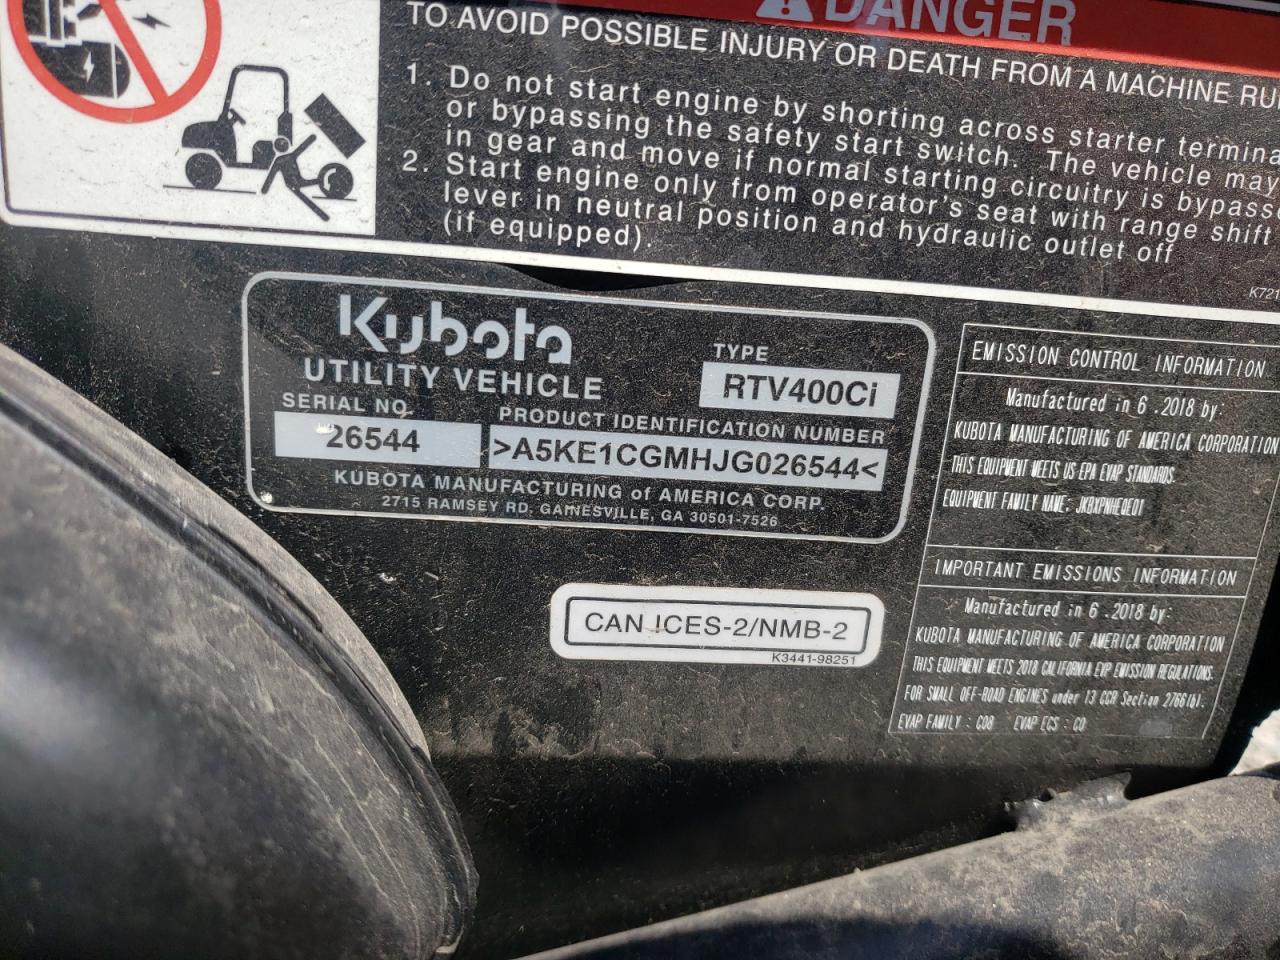 DANGER
TO AVOID POSSIBLE INJURY OR DEATH FROM A MACHINE RU
1. Do not start engine by shorting across starter termina
or bypassing the safety start switch. The vehicle may
in gear and move if normal starting circuitry is bypass
2. Start engine only from operator's seat with range shift
lever in neutral position and hydraulic outlet off
(if equipped).
K721
Kubota
UTILITY VEHICLE
TYPE
RTV400Ci
SERIAL NO.
26544
PRODUCT IDENTIFICATION NUMBER
>A5KE1CGMHJG026544<
KUBOTA MANUFACTURING of AMERICA CORP.
2715 RAMSEY RD. GAINESVILLE, GA 30501-7526
CAN ICES-2/NMB-2
K3441-98251
EMISSION CONTROL INFORMATION
Manufactured in 6 .2018 by:
KUBOTA MANUFACTURING OF AMERICA CORPORATION
THIS EQUIPMENT MEETS US EPA EVAP STANDARDS.
EQUIPMENT FAMILY NAME: JKBXPNHEQE01
IMPORTANT EMISSIONS INFORMATION
Manufactured in 6 .2018 by:
KUBOTA MANUFACTURING OF AMERICA CORPORATION
THIS EQUIPMENT MEETS 2018 CALIFORNIA EVP EMISSION REGULATIONS.
FOR SMALL OFF-ROAD ENGINES under 13 CCR Section 2766(b).
EVAP FAMILY : C08 EVAP ECS : CO